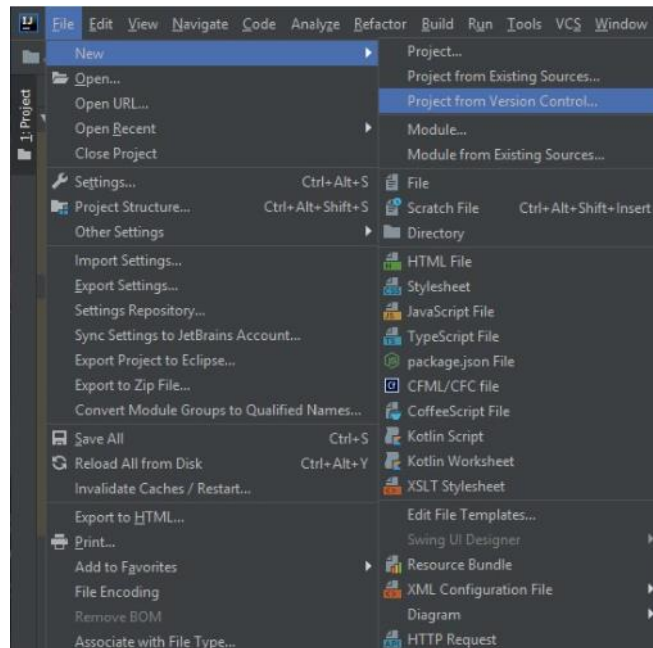 IJ File Edit View Navigate Code Analyze Refactor Build Run Tools VCS Window
1: Project
New
Open...
Open URL...
Open Recent
Close Project
Settings... Ctrl+Alt+S
Project Structure... Ctrl+Alt+Shift+S
Other Settings
Import Settings...
Export Settings...
Settings Repository...
Sync Settings to JetBrains Account...
Export Project to Eclipse...
Export to Zip File...
Convert Module Groups to Qualified Names...
Save All Ctrl+S
Reload All from Disk Ctrl+Alt+Y
Invalidate Caches / Restart...
Export to HTML...
Print...
Add to Favorites
File Encoding
Remove BOM
Associate with File Type...
Project...
Project from Existing Sources...
Project from Version Control...
Module...
Module from Existing Sources...
File
Scratch File Ctrl+Alt+Shift+Insert
Directory
HTML File
Stylesheet
JavaScript File
TypeScript File
package.json File
CFML/CFC file
CoffeeScript File
Kotlin Script
Kotlin Worksheet
XSLT Stylesheet
Edit File Templates...
Swing UI Designer
Resource Bundle
XML Configuration File
Diagram
HTTP Request